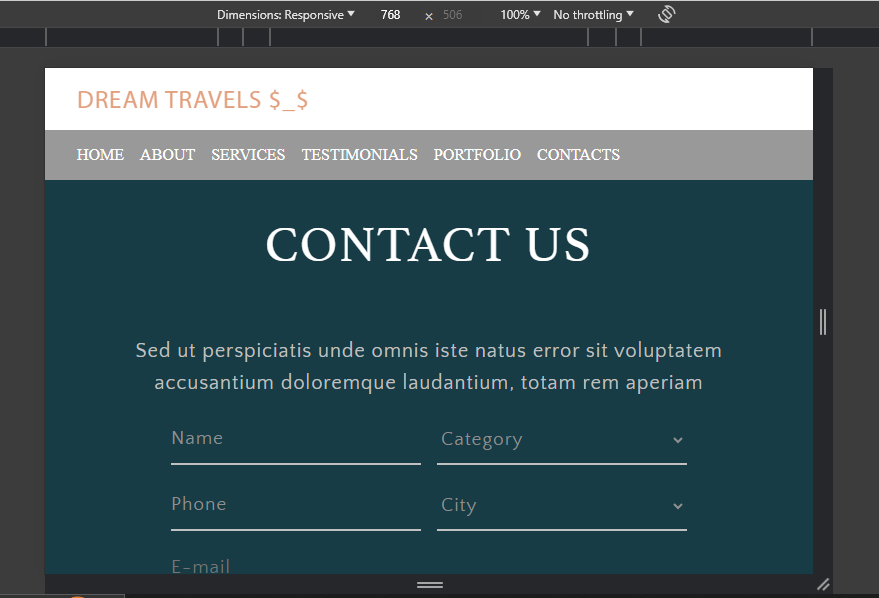 Dimensions: Responsive 768 × 506 100% No throttling
DREAM TRAVELS $_$
HOME ABOUT SERVICES TESTIMONIALS PORTFOLIO CONTACTS
CONTACT US
Sed ut perspiciatis unde omnis iste natus error sit voluptatem
accusantium doloremque laudantium, totam rem aperiam
Name Category
Phone City
E-mail